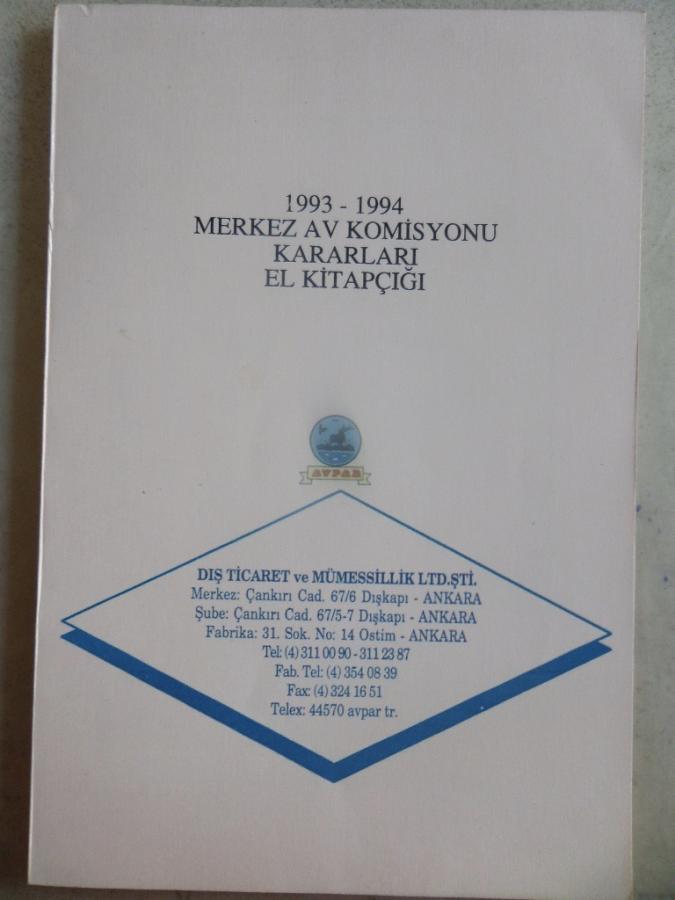 1993 - 1994
MERKEZ AV KOMİSYONU
KARARLARI
EL KİTAPÇIĞI
AVPAR
DIŞ TİCARET ve MÜMESSİLLİK LTD.ŞTİ.
Merkez: Çankırı Cad. 67/6 Dışkapı - ANKARA
Şube: Çankırı Cad. 67/5-7 Dışkapı - ANKARA
Fabrika: 31. Sok. No: 14 Ostim - ANKARA
Tel: (4) 311 00 90 - 311 23 87
Fab. Tel: (4) 354 08 39
Fax: (4) 324 16 51
Telex: 44570 avpar tr.